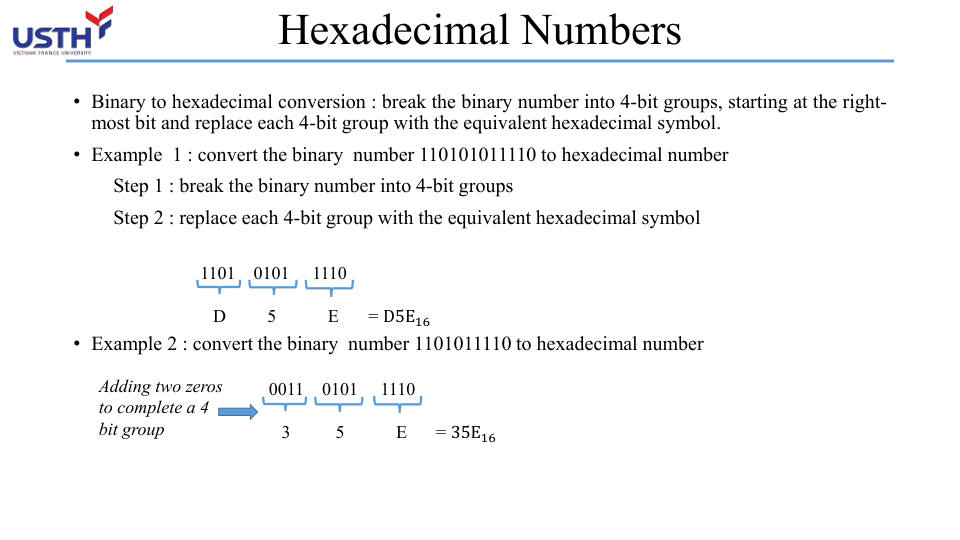 USTH
VIETNAM FRANCE UNIVERSITY
Hexadecimal Numbers
• Binary to hexadecimal conversion : break the binary number into 4-bit groups, starting at the right-
most bit and replace each 4-bit group with the equivalent hexadecimal symbol.
• Example 1 : convert the binary number 110101011110 to hexadecimal number
Step 1 : break the binary number into 4-bit groups
Step 2 : replace each 4-bit group with the equivalent hexadecimal symbol
1101 0101 1110
D 5 E = D5E₁₆
• Example 2 : convert the binary number 1101011110 to hexadecimal number
Adding two zeros
to complete a 4
bit group
0011 0101 1110
3 5 E = 35E₁₆